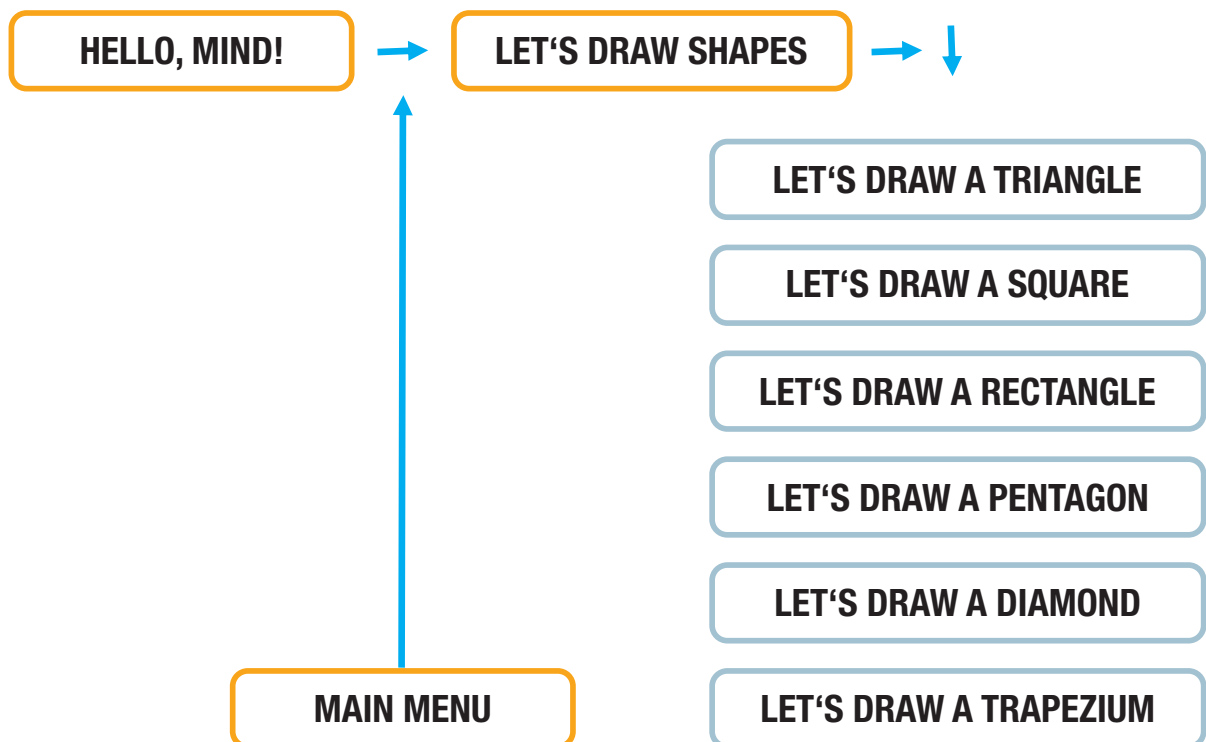 HELLO, MIND!
LET‘S DRAW SHAPES
LET‘S DRAW A TRIANGLE
LET‘S DRAW A SQUARE
LET‘S DRAW A RECTANGLE
LET‘S DRAW A PENTAGON
LET‘S DRAW A DIAMOND
MAIN MENU
LET‘S DRAW A TRAPEZIUM